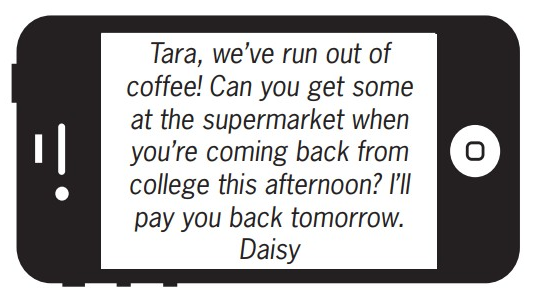 Tara, we've run out of
coffee! Can you get some
at the supermarket when
you're coming back from
college this afternoon? I'll
pay you back tomorrow.
Daisy